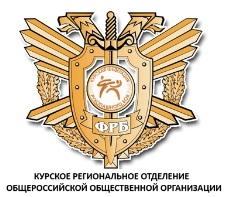 ФРБ
КУРСКОЕ РЕГИОНАЛЬНОЕ ОТДЕЛЕНИЕ
ОБЩЕРОССИЙСКОЙ ОБЩЕСТВЕННОЙ ОРГАНИЗАЦИИ